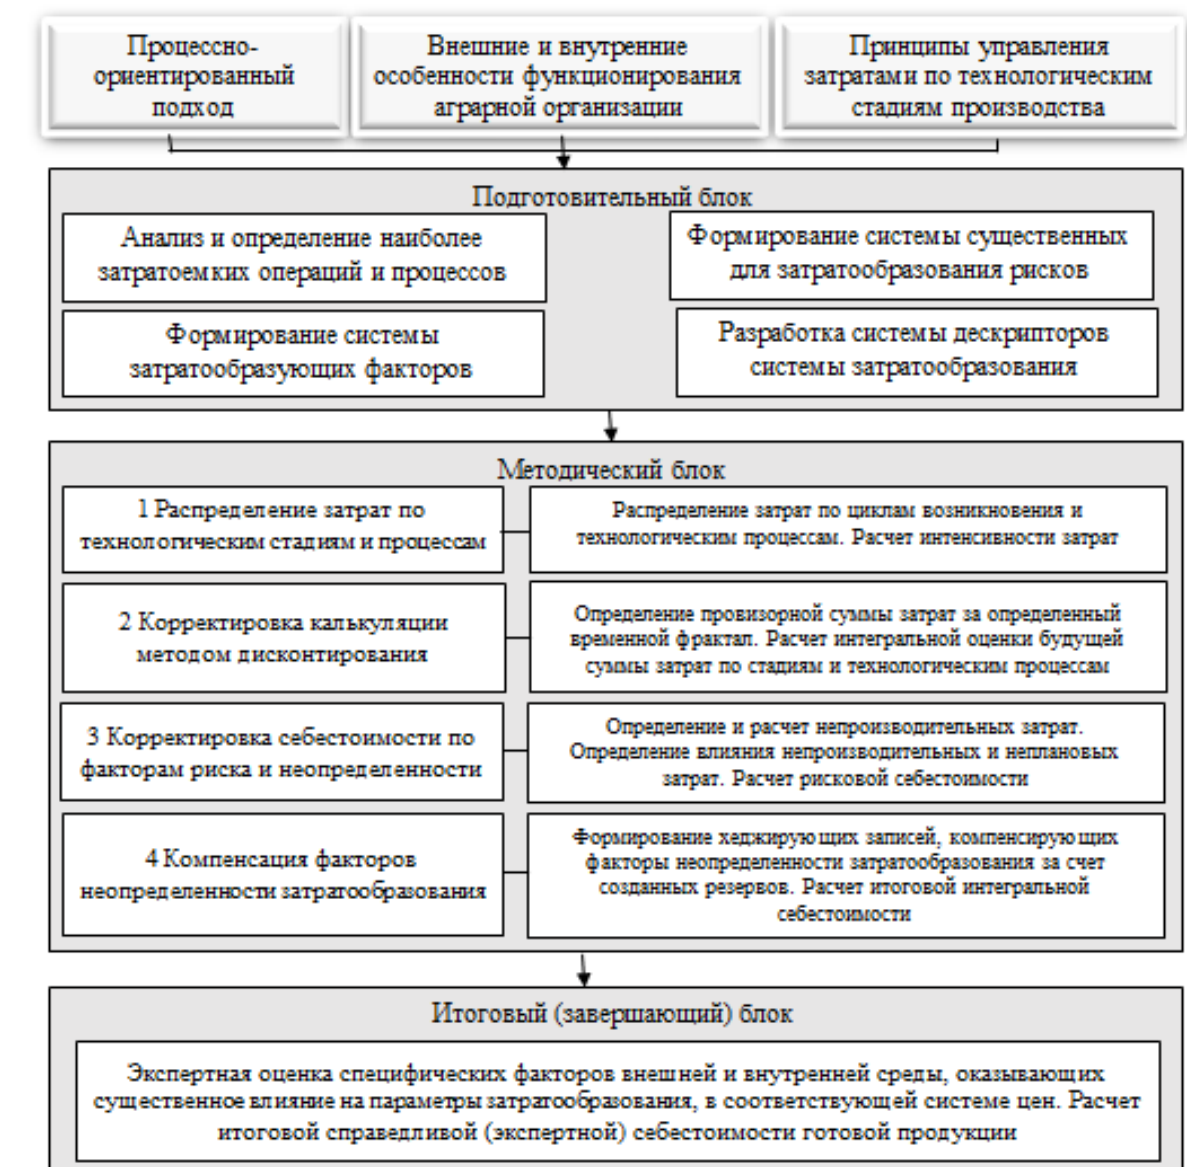 Процессно-
ориентированный
подход
Внешние и внутренние
особенности функционирования
аграрной организации
Принципы управления
затратами по технологическим
стадиям производства
Подготовительный блок
Анализ и определение наиболее
затратоемких операций и процессов
Формирование системы существенных
для затратообразования рисков
Формирование системы
затратообразующих факторов
Разработка системы дескрипторов
системы затратообразования
Методический блок
1 Распределение затрат по
технологическим стадиям и процессам
Распределение затрат по циклам возникновения и
технологическим процессам. Расчет интенсивности затрат
2 Корректировка калькуляции
методом дисконтирования
Определение провизорной суммы затрат за определенный
временной фрактал. Расчет интегральной оценки будущей
суммы затрат по стадиям и технологическим процессам
3 Корректировка себестоимости по
факторам риска и неопределенности
Определение и расчет непроизводительных затрат.
Определение влияния непроизводительных и неплановых
затрат. Расчет рисковой себестоимости
4 Компенсация факторов
неопределенности затратообразования
Формирование хеджирующих записей, компенсирующих
факторы неопределенности затратообразования за счет
созданных резервов. Расчет итоговой интегральной
себестоимости
Итоговый (завершающий) блок
Экспертная оценка специфических факторов внешней и внутренней среды, оказывающих
существенное влияние на параметры затратообразования, в соответствующей системе цен. Расчет
итоговой справедливой (экспертной) себестоимости готовой продукции